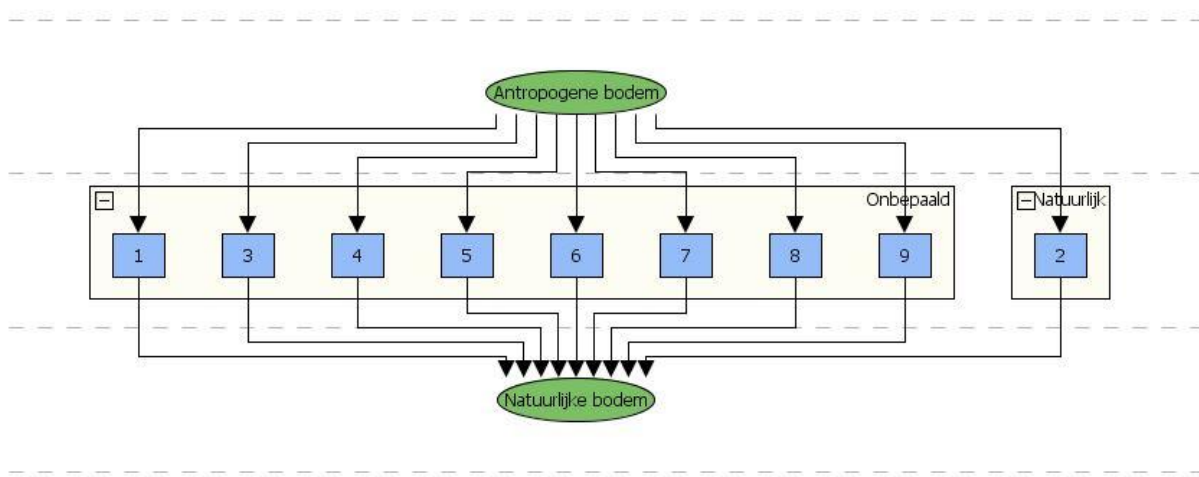 Antropogene bodem
Onbepaald
Natuurlijk
1 3 4 5 6 7 8 9 2
Natuurlijke bodem